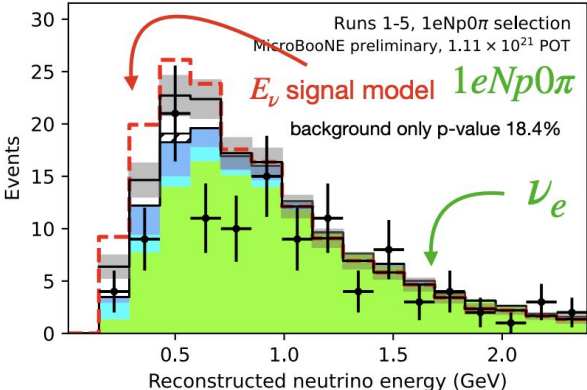 Runs 1-5, 1eNp0π selection
MicroBooNE preliminary, 1.11 × 10²¹ POT
E_ν signal model
1eNp0π
background only p-value 18.4%
ν_e
Events
30
25
20
15
10
5
0
0.5
1.0
1.5
2.0
Reconstructed neutrino energy (GeV)